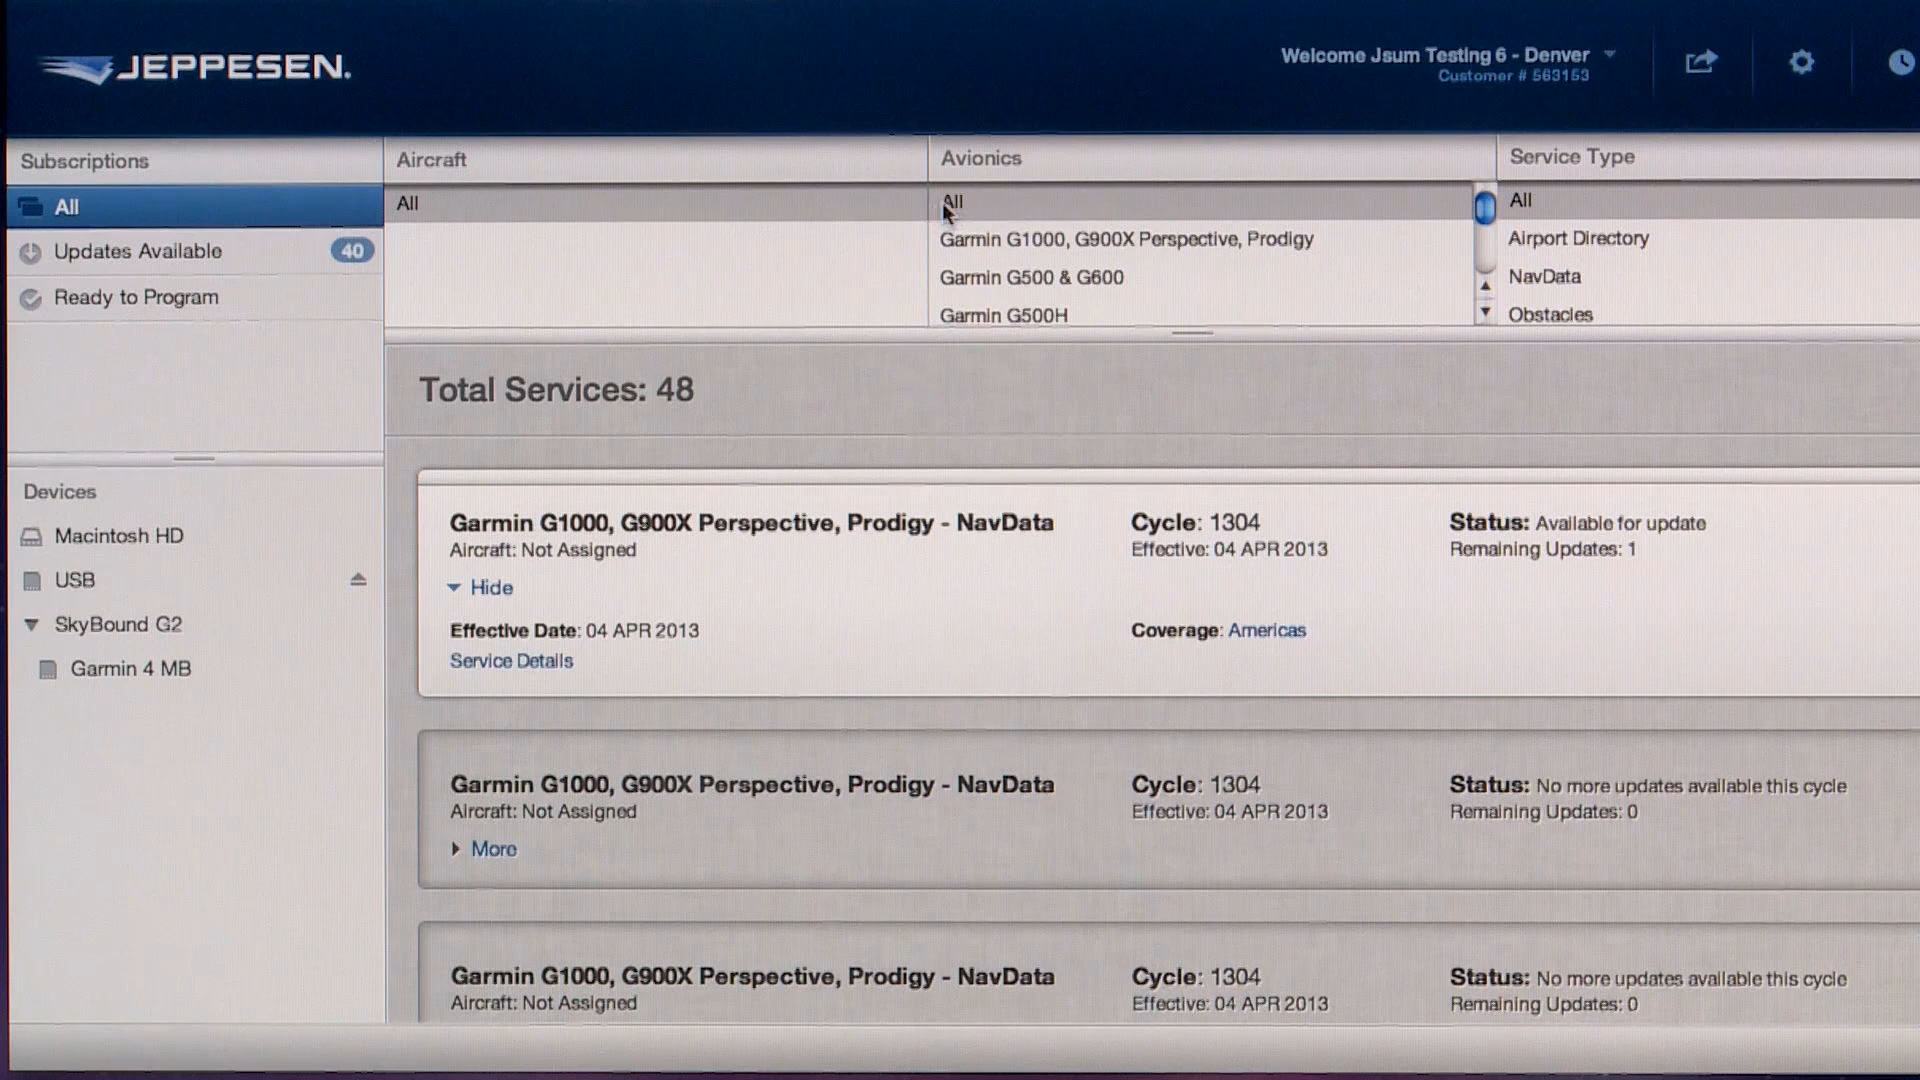 JEPPESEN.
Welcome Jsum Testing 6 - Denver
Customer # 563153
Subscriptions
All
Updates Available
40
Ready to Program
Aircraft
All
Avionics
All
Garmin G1000, G900X Perspective, Prodigy
Garmin G500 & G600
Garmin G500H
Service Type
All
Airport Directory
NavData
Obstacles
Devices
Macintosh HD
USB
SkyBound G2
Garmin 4 MB
Total Services: 48
Garmin G1000, G900X Perspective, Prodigy - NavData
Aircraft: Not Assigned
Hide
Effective Date: 04 APR 2013
Service Details
Cycle: 1304
Effective: 04 APR 2013
Coverage: Americas
Status: Available for update
Remaining Updates: 1
Garmin G1000, G900X Perspective, Prodigy - NavData
Aircraft: Not Assigned
More
Cycle: 1304
Effective: 04 APR 2013
Status: No more updates available this cycle
Remaining Updates: 0
Garmin G1000, G900X Perspective, Prodigy - NavData
Aircraft: Not Assigned
Cycle: 1304
Effective: 04 APR 2013
Status: No more updates available this cycle
Remaining Updates: 0